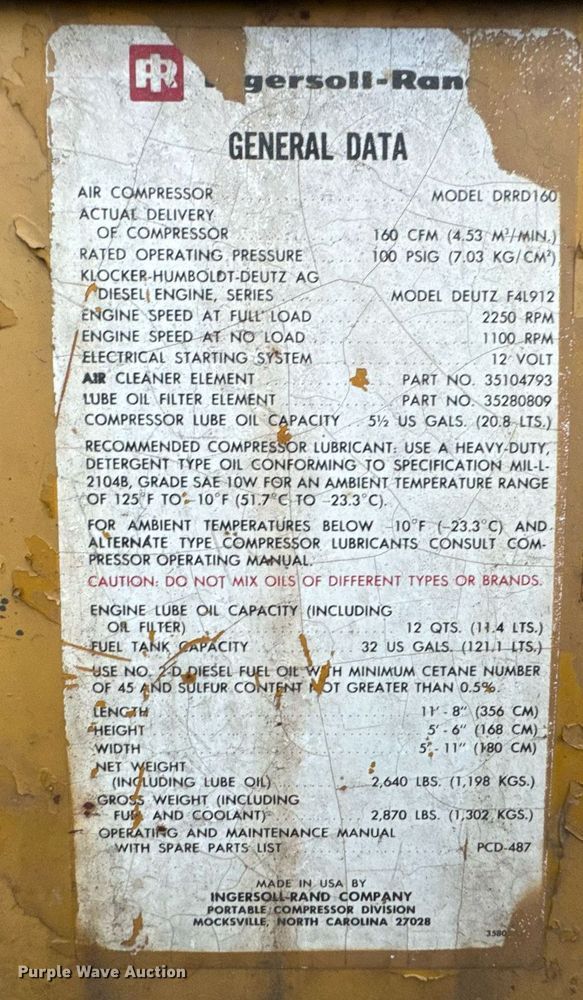 IR Ingersoll-Ran
GENERAL DATA
AIR COMPRESSOR MODEL DRRD160
ACTUAL DELIVERY
OF COMPRESSOR 160 CFM (4.53 M³/MIN.)
RATED OPERATING PRESSURE 100 PSIG (7.03 KG/CM²)
KLOCKER-HUMBOLDT-DEUTZ AG
DIESEL ENGINE, SERIES MODEL DEUTZ F4L912
ENGINE SPEED AT FULL LOAD 2250 RPM
ENGINE SPEED AT NO LOAD 1100 RPM
ELECTRICAL STARTING SYSTEM 12 VOLT
AIR CLEANER ELEMENT PART NO. 35104793
LUBE OIL FILTER ELEMENT PART NO. 35280809
COMPRESSOR LUBE OIL CAPACITY 5½ US GALS. (20.8 LTS.)
RECOMMENDED COMPRESSOR LUBRICANT: USE A HEAVY-DUTY,
DETERGENT TYPE OIL CONFORMING TO SPECIFICATION MIL-L-
2104B, GRADE SAE 10W FOR AN AMBIENT TEMPERATURE RANGE
OF 125°F TO -10°F (51.7°C TO -23.3°C).
FOR AMBIENT TEMPERATURES BELOW -10°F (-23.3°C) AND
ALTERNATE TYPE COMPRESSOR LUBRICANTS CONSULT COM-
PRESSOR OPERATING MANUAL.
CAUTION: DO NOT MIX OILS OF DIFFERENT TYPES OR BRANDS.
ENGINE LUBE OIL CAPACITY (INCLUDING
OIL FILTER) 12 QTS. (11.4 LTS.)
FUEL TANK CAPACITY 32 US GALS. (121.1 LTS.)
USE NO. 2-D DIESEL FUEL OIL WITH MINIMUM CETANE NUMBER
OF 45 AND SULFUR CONTENT NOT GREATER THAN 0.5%.
LENGTH 11' - 8" (356 CM)
HEIGHT 5' - 6" (168 CM)
WIDTH 5' - 11" (180 CM)
NET WEIGHT
(INCLUDING LUBE OIL) 2,640 LBS. (1,198 KGS.)
GROSS WEIGHT (INCLUDING
FUEL AND COOLANT) 2,870 LBS. (1,302 KGS.)
OPERATING AND MAINTENANCE MANUAL
WITH SPARE PARTS LIST PCD-487
MADE IN USA BY
INGERSOLL-RAND COMPANY
PORTABLE COMPRESSOR DIVISION
MOCKSVILLE, NORTH CAROLINA 27028
Purple Wave Auction